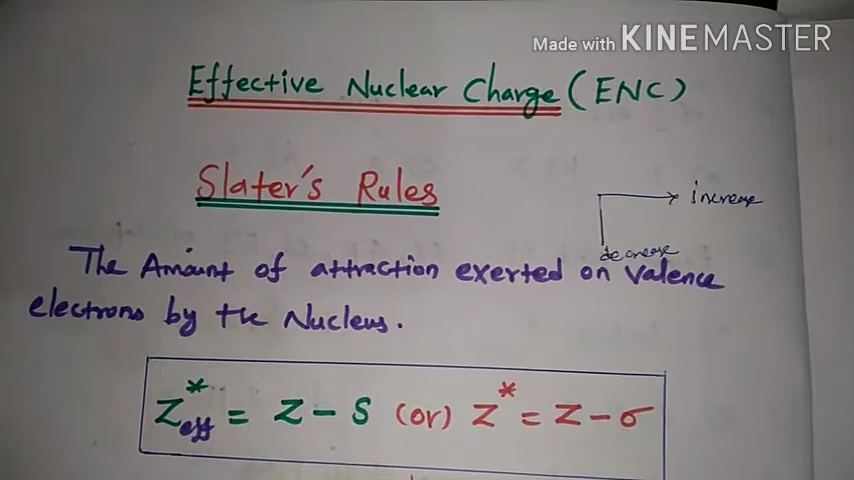 Made with KINEMASTER
Effective Nuclear Charge (ENC)
Slater's Rules
increase
decrease
The Amount of attraction exerted on valence
electrons by the Nucleus.
Z*eff = Z - S (or) Z* = Z - σ